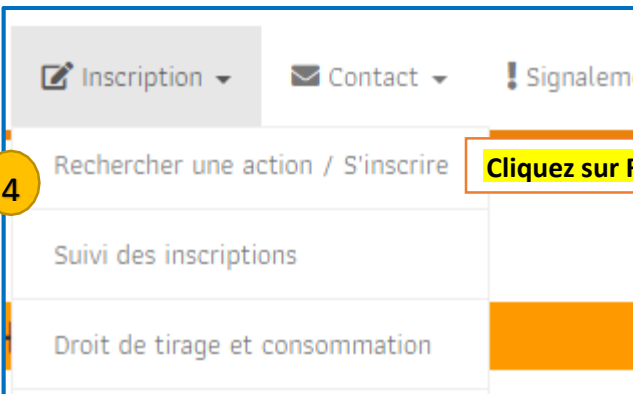 Inscription Contact Signalem
Rechercher une action / S'inscrire Cliquez sur
4
Suivi des inscriptions
Droit de tirage et consommation